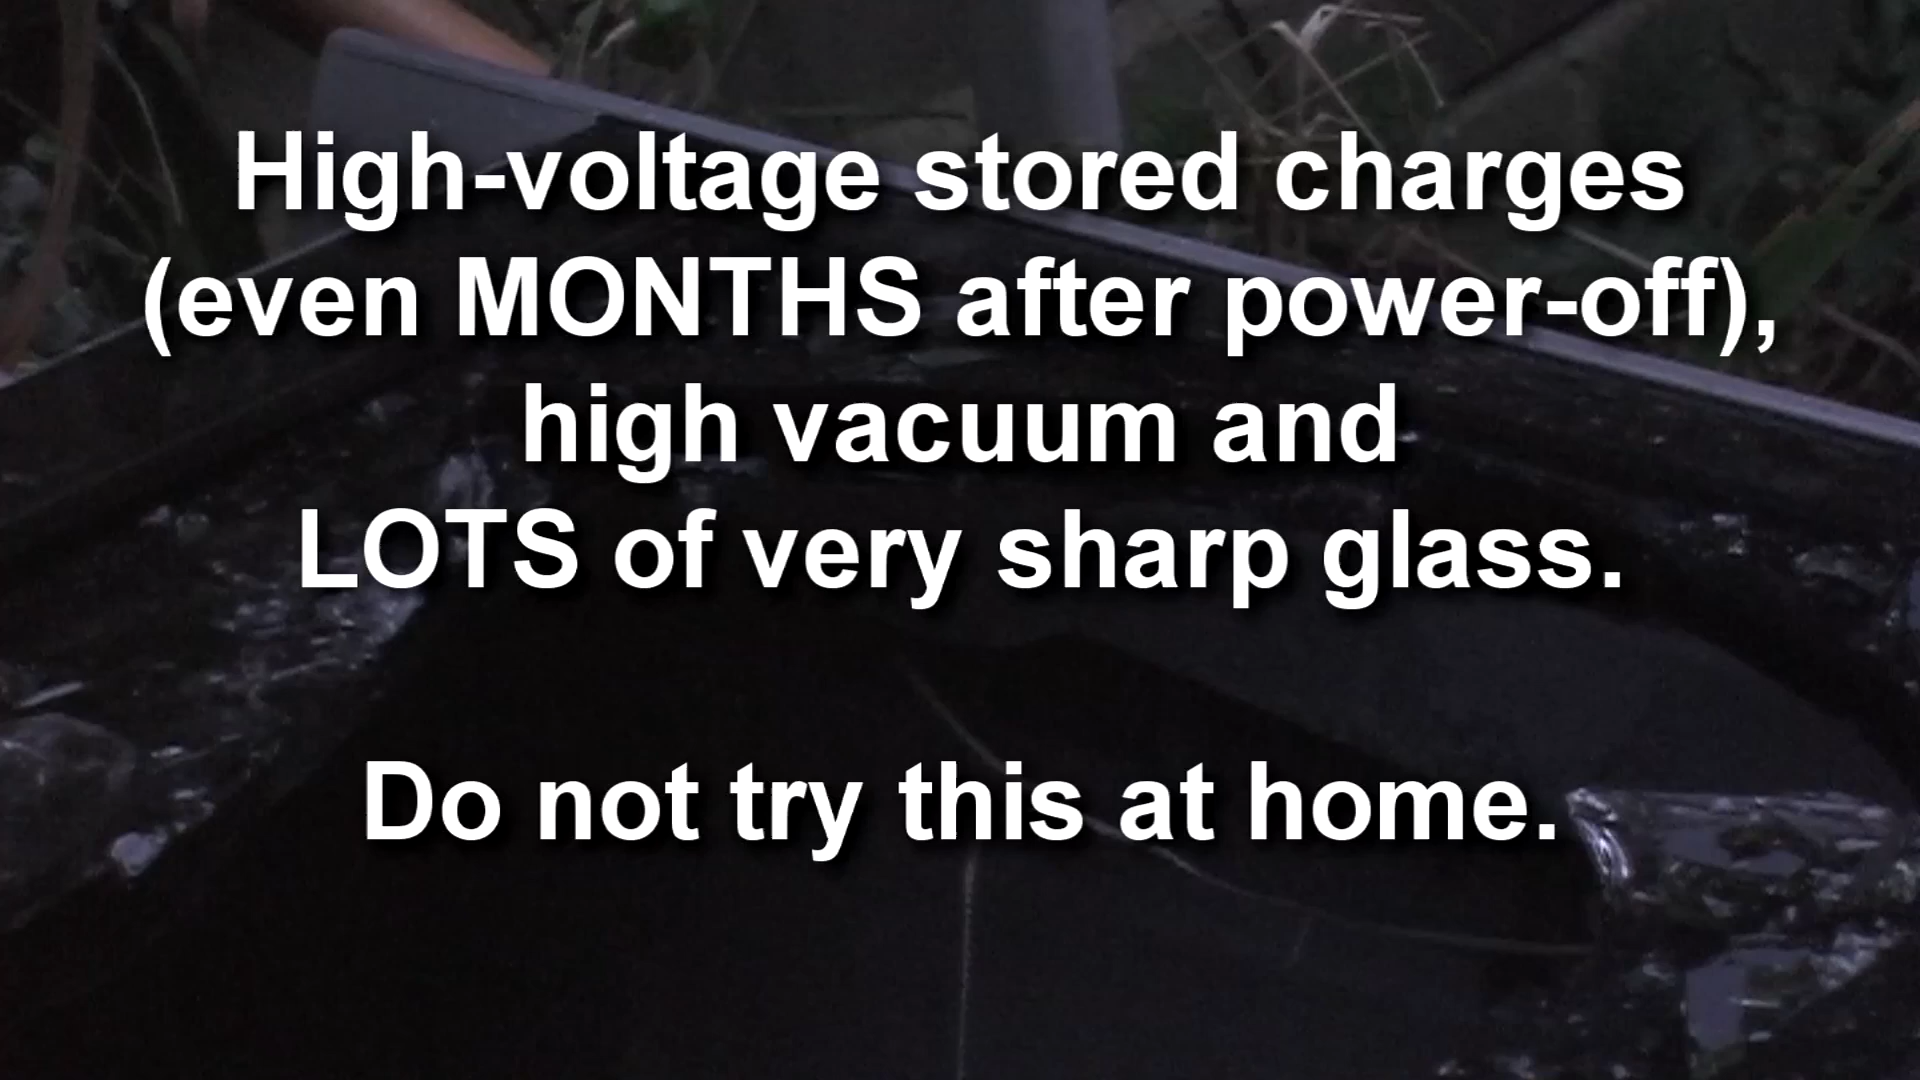 High-voltage stored charges
(even MONTHS after power-off),
high vacuum and
LOTS of very sharp glass.
Do not try this at home.